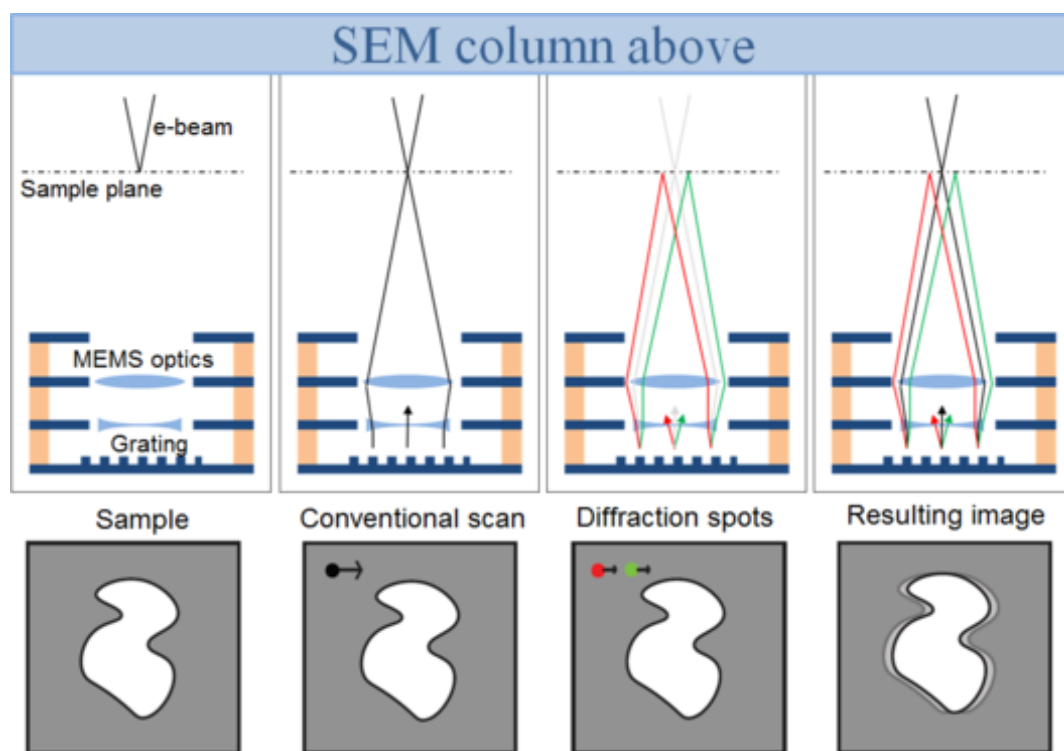 SEM column above
e-beam
Sample plane
MEMS optics
Grating
Sample
Conventional scan
Diffraction spots
Resulting image